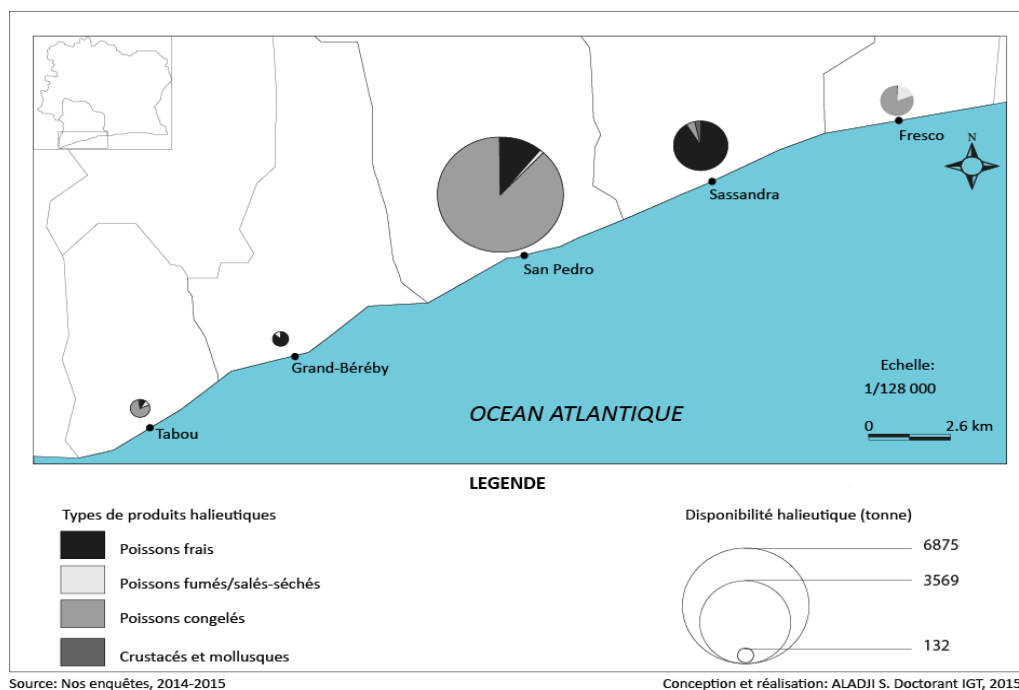 Fresco
N
Sassandra
San Pedro
Grand-Béréby
Tabou
Echelle:
1/128 000
OCEAN ATLANTIQUE
0 2.6 km
LEGENDE
Types de produits halieutiques
Poissons frais
Poissons fumés/salés-séchés
Poissons congelés
Crustacés et mollusques
Disponibilité halieutique (tonne)
6875
3569
132
Source: Nos enquêtes, 2014-2015
Conception et réalisation: ALADJI S. Doctorant IGT, 2015